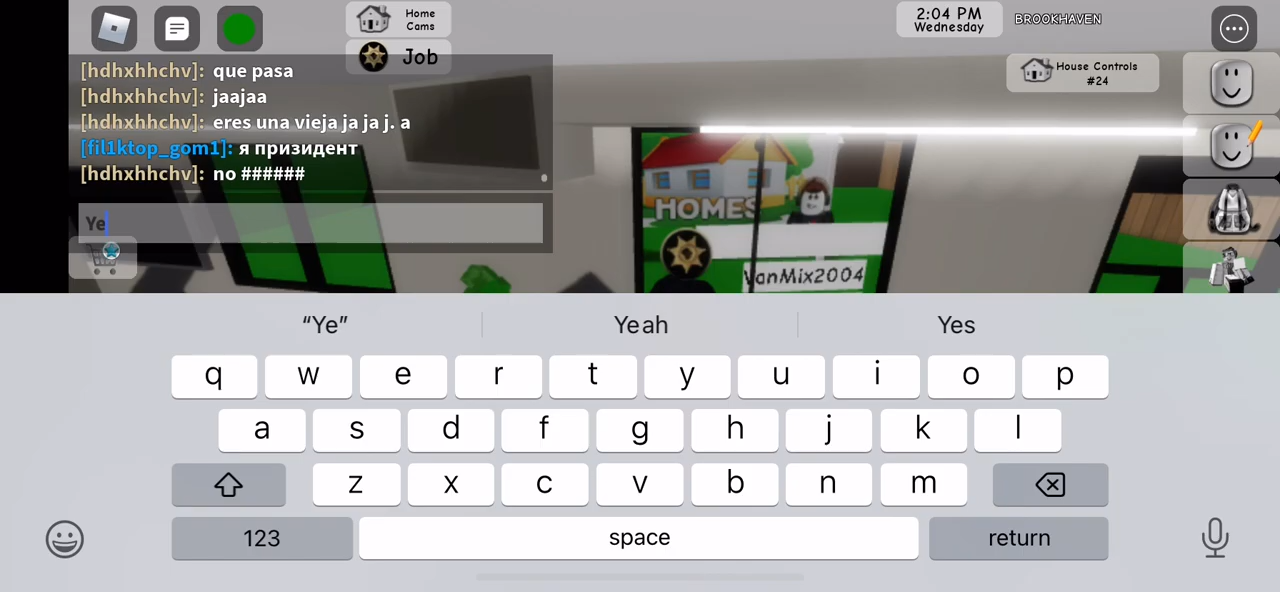 Home
Cams
Job
2:04 PM
Wednesday
BROOKHAVEN
House Controls
#24
[hdhxhhchv]: que pasa
[hdhxhhchv]: jaajaa
[hdhxhhchv]: eres una vieja ja ja j. a
[fil1ktop_gom1]: я призидент
[hdhxhhchv]: no ######
Ye
HOMES
VanMix2004
“Ye”
Yeah
Yes
q w e r t y u i o p
a s d f g h j k l
z x c v b n m
123
space
return